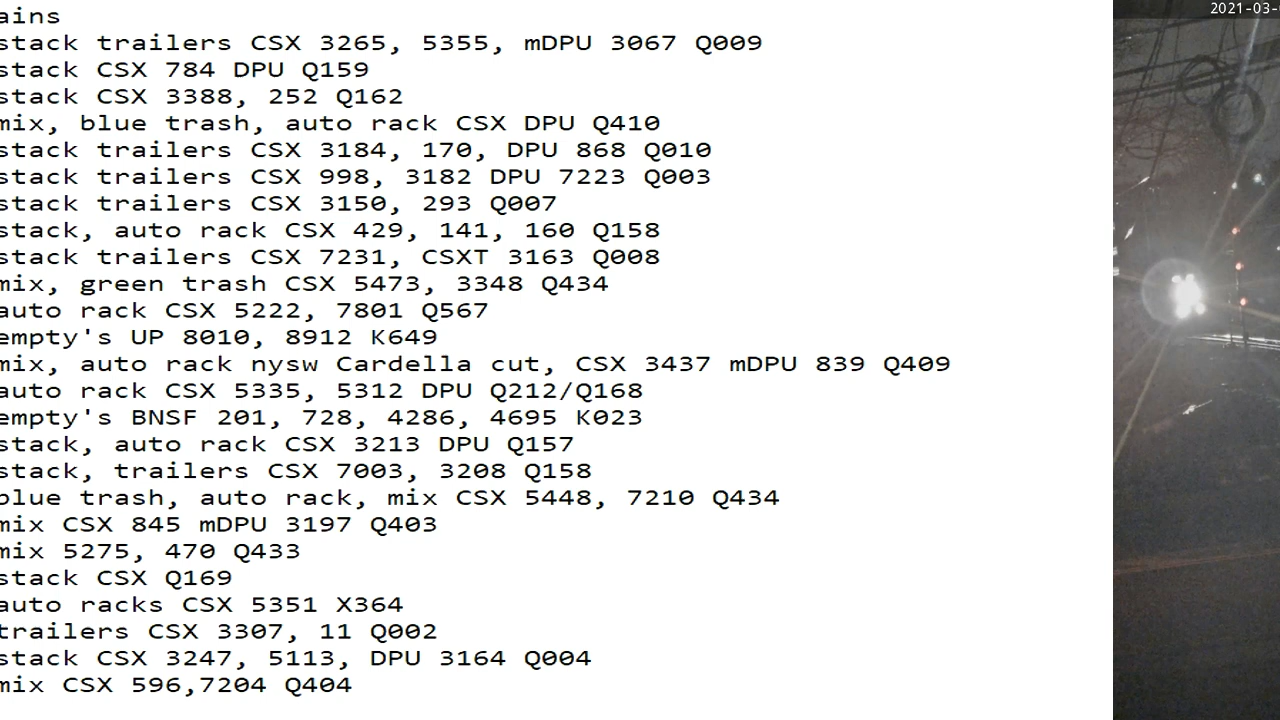 ains
stack trailers CSX 3265, 5355, mDPU 3067 Q009
stack CSX 784 DPU Q159
stack CSX 3388, 252 Q162
mix, blue trash, auto rack CSX DPU Q410
stack trailers CSX 3184, 170, DPU 868 Q010
stack trailers CSX 998, 3182 DPU 7223 Q003
stack trailers CSX 3150, 293 Q007
stack, auto rack CSX 429, 141, 160 Q158
stack trailers CSX 7231, CSXT 3163 Q008
mix, green trash CSX 5473, 3348 Q434
auto rack CSX 5222, 7801 Q567
empty's UP 8010, 8912 K649
mix, auto rack nysw Cardella cut, CSX 3437 mDPU 839 Q409
auto rack CSX 5335, 5312 DPU Q212/Q168
empty's BNSF 201, 728, 4286, 4695 K023
stack, auto rack CSX 3213 DPU Q157
stack, trailers CSX 7003, 3208 Q158
blue trash, auto rack, mix CSX 5448, 7210 Q434
mix CSX 845 mDPU 3197 Q403
mix 5275, 470 Q433
stack CSX Q169
auto racks CSX 5351 X364
trailers CSX 3307, 11 Q002
stack CSX 3247, 5113, DPU 3164 Q004
mix CSX 596,7204 Q404
2021-03-